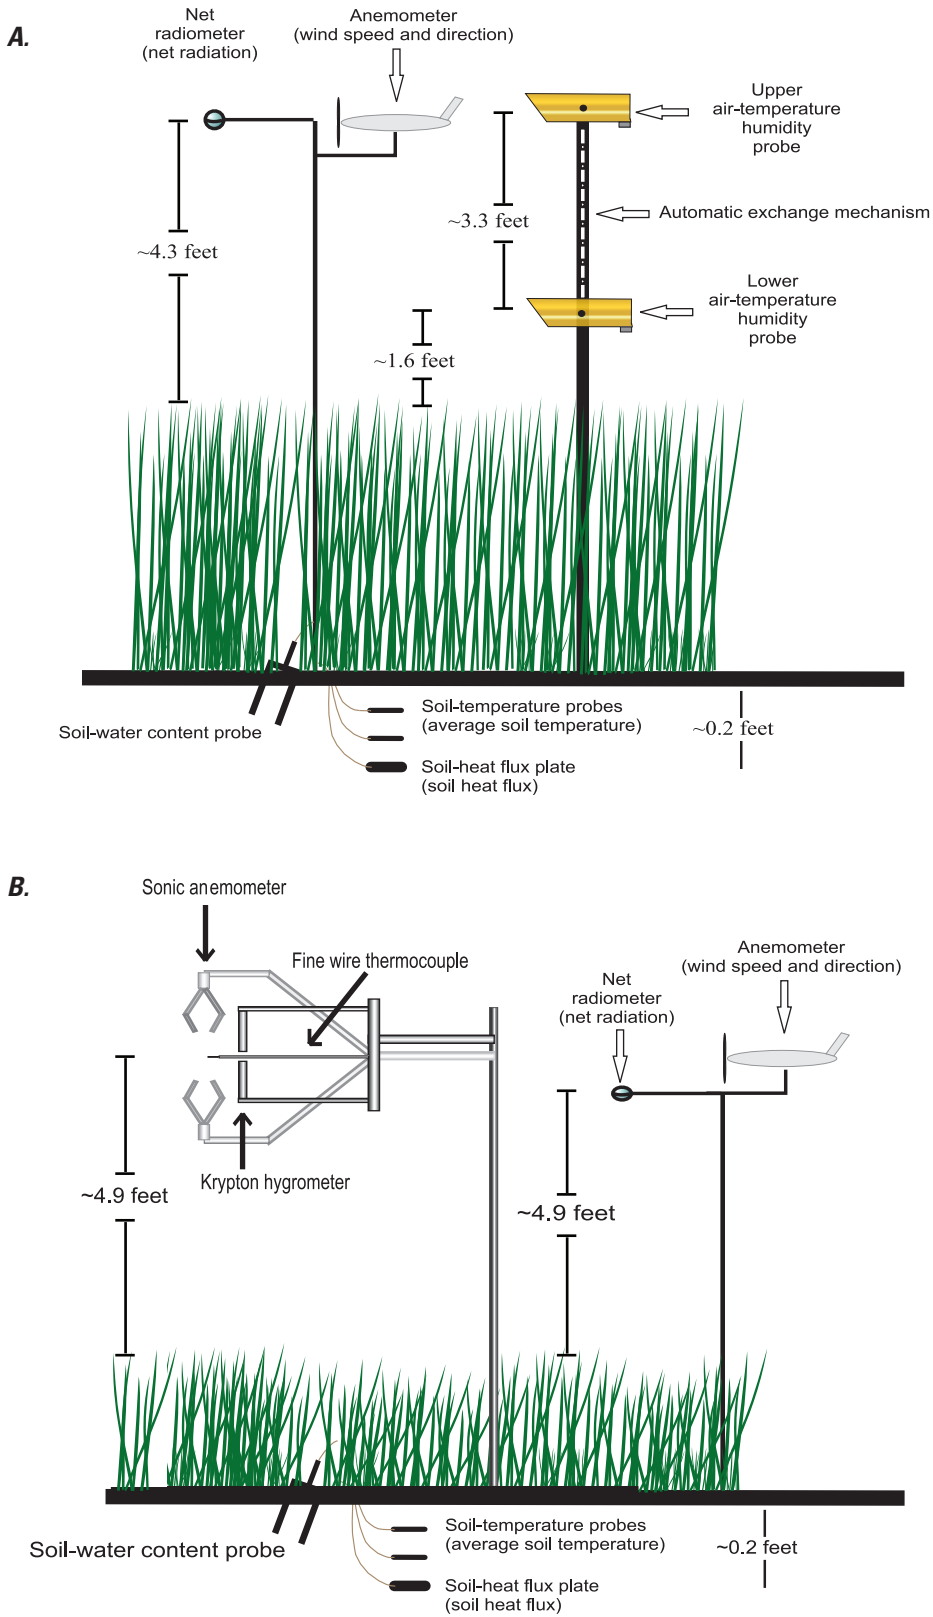 A.
Net
radiometer
(net radiation)
Anemometer
(wind speed and direction)
Upper
air-temperature
humidity
probe
~3.3 feet
Automatic exchange mechanism
~4.3 feet
Lower
air-temperature
humidity
probe
~1.6 feet
Soil-water content probe
Soil-temperature probes
(average soil temperature)
~0.2 feet
Soil-heat flux plate
(soil heat flux)
B.
Sonic anemometer
Fine wire thermocouple
Anemometer
(wind speed and direction)
Net
radiometer
(net radiation)
Krypton hygrometer
~4.9 feet
~4.9 feet
Soil-water content probe
Soil-temperature probes
(average soil temperature)
~0.2 feet
Soil-heat flux plate
(soil heat flux)